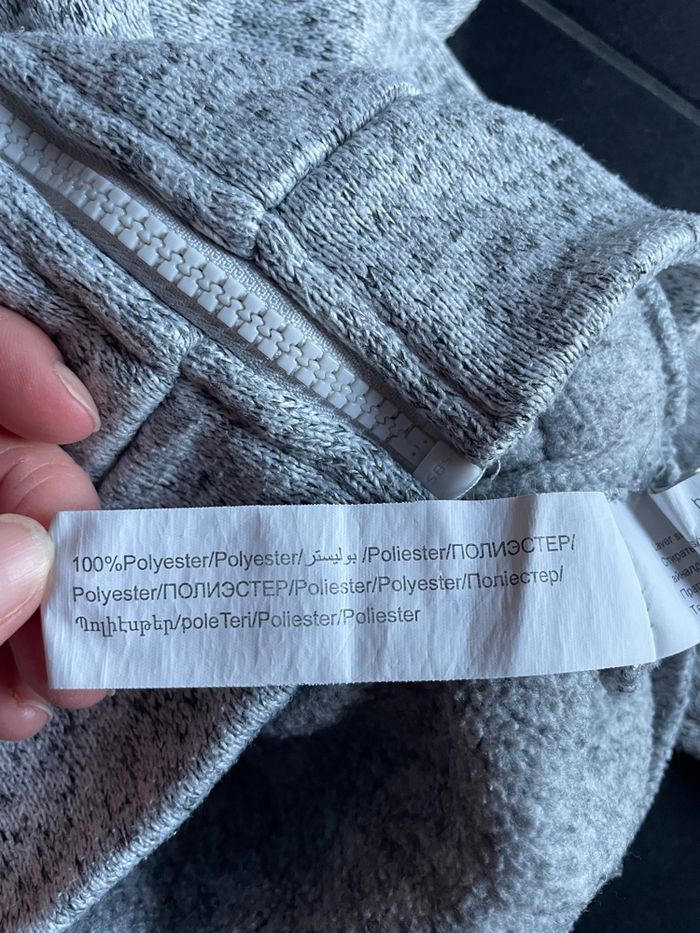 100%Polyester/Polyester/بوليستر /Poliester/ПОЛИЭСТЕР/
Polyester/ПОЛИЭСТЕР/Poliester/Polyester/Поліестер/
Պոլիէսթեր/poleTeri/Poliester/Poliester